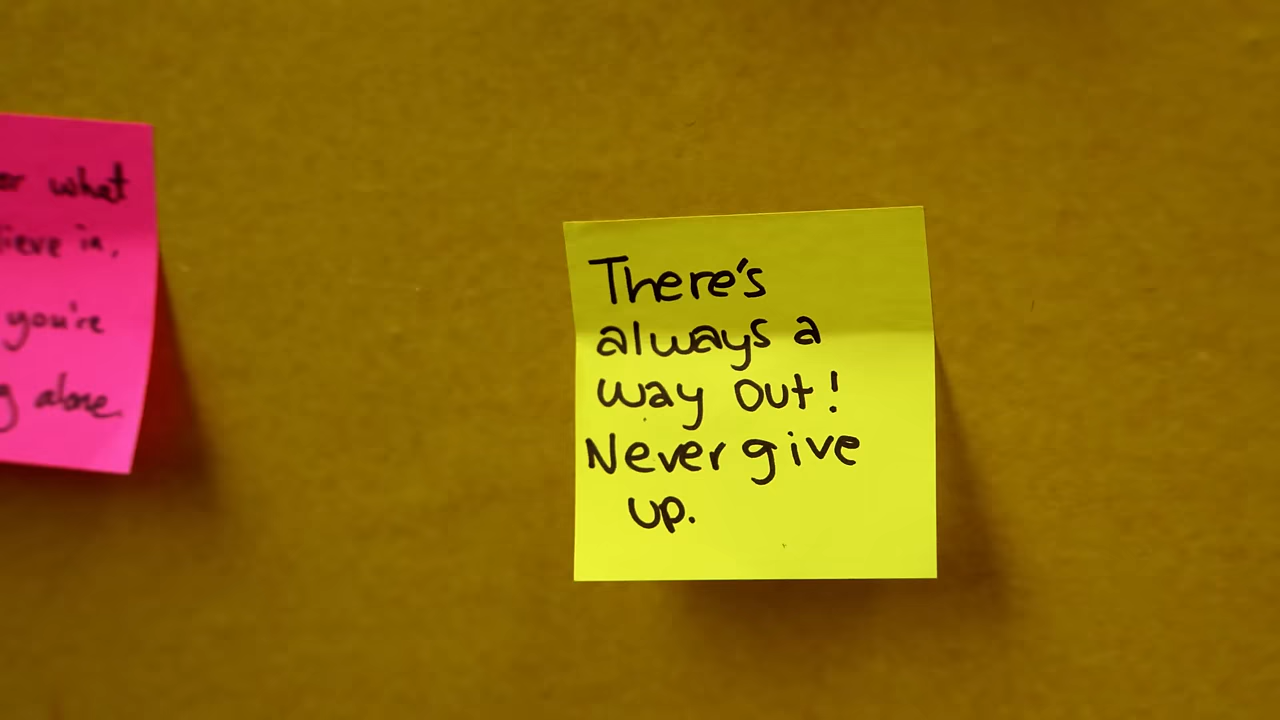 what
in.
you're
alone.
There's
always a
way out!
Never give
up.